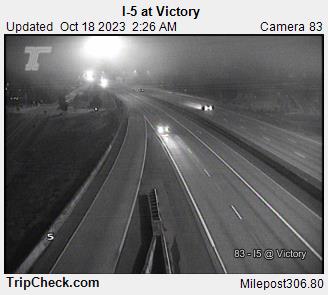 I-5 at Victory
Updated Oct 18 2023 2:26 AM Camera 83
T
5
83 - I5 @ Victory
TripCheck.com Milepost306.80